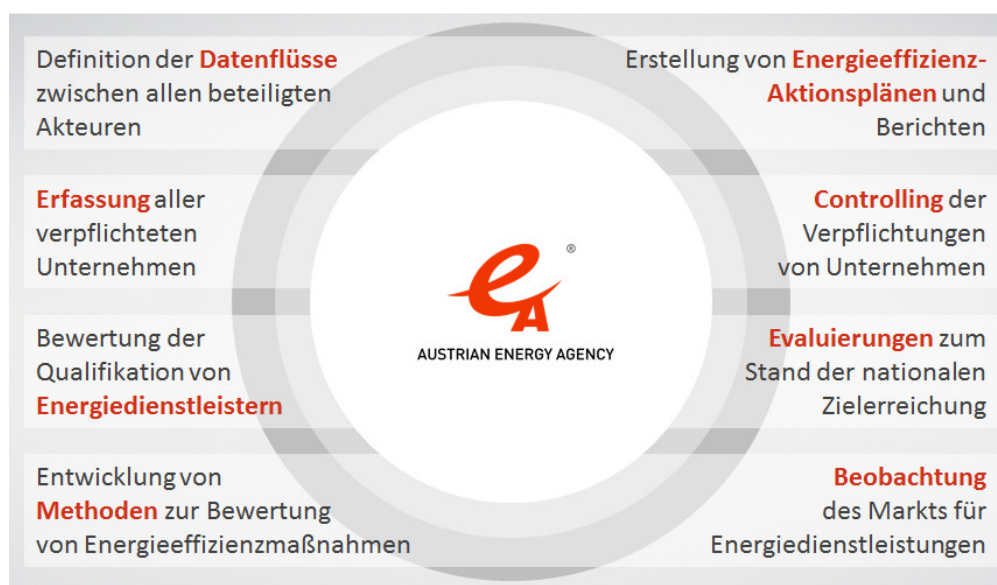 Definition der Datenflüsse
zwischen allen beteiligten
Akteuren
Erfassung aller
verpflichteten
Unternehmen
Bewertung der
Qualifikation von
Energiedienstleistern
Entwicklung von
Methoden zur Bewertung
von Energieeffizienzmaßnahmen
eA®
AUSTRIAN ENERGY AGENCY
Erstellung von Energieeffizienz-
Aktionsplänen und
Berichten
Controlling der
Verpflichtungen
von Unternehmen
Evaluierungen zum
Stand der nationalen
Zielerreichung
Beobachtung
des Markts für
Energiedienstleistungen